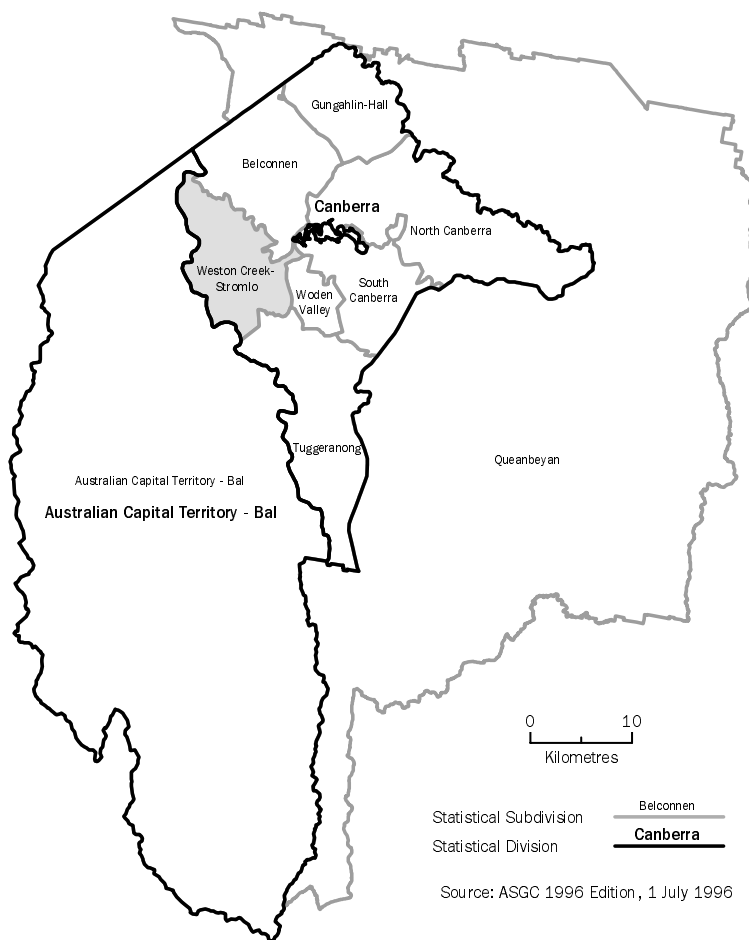 Gungahlin-Hall
Belconnen
Canberra
North Canberra
Weston Creek-
Stromlo
South
Canberra
Woden
Valley
Tuggeranong
Queanbeyan
Australian Capital Territory - Bal
Australian Capital Territory - Bal
0 10
Kilometres
Statistical Subdivision Belconnen
Statistical Division Canberra
Source: ASGC 1996 Edition, 1 July 1996